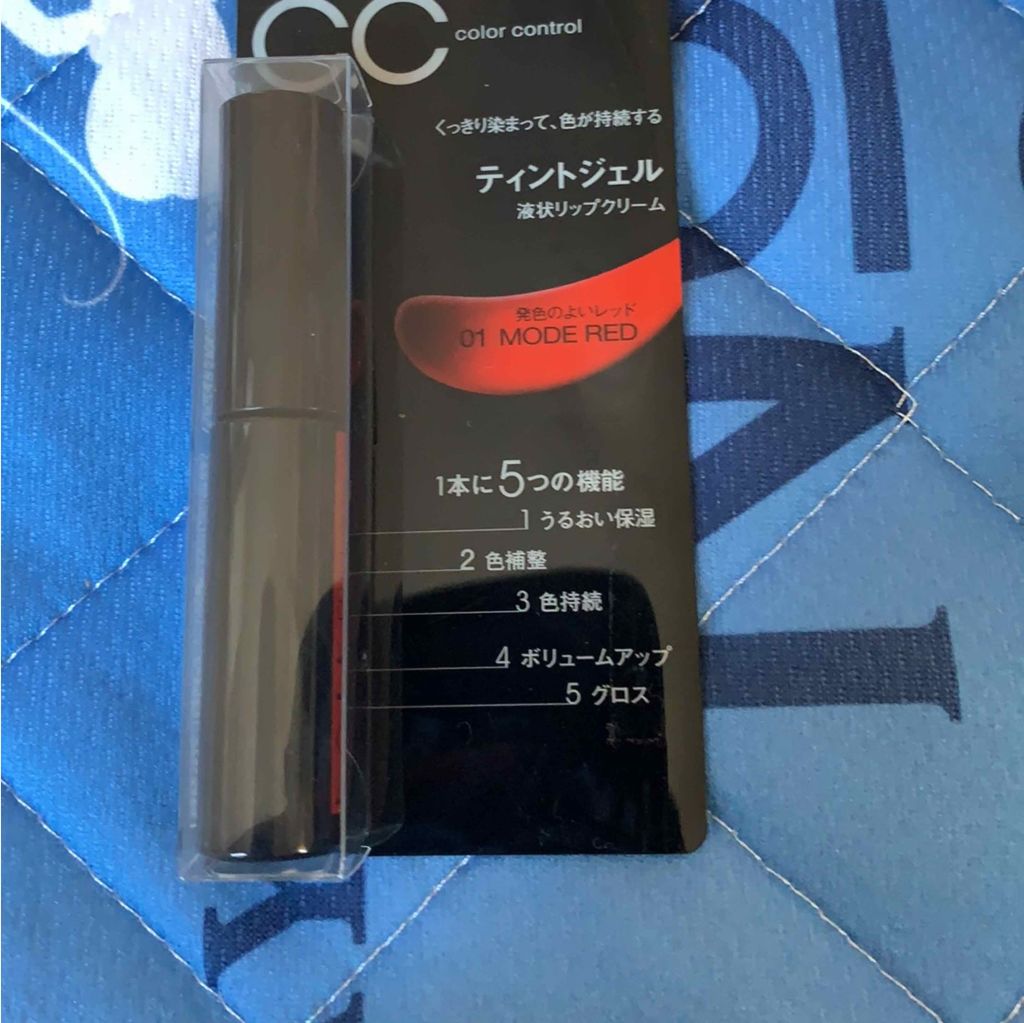 CC color control
くっきり染まって、色が持続する
ティントジェル
液状リップクリーム
発色のよいレッド
01 MODE RED
1本に5つの機能
1 うるおい保湿
2 色補整
3 色持続
4 ボリュームアップ
5 グロス